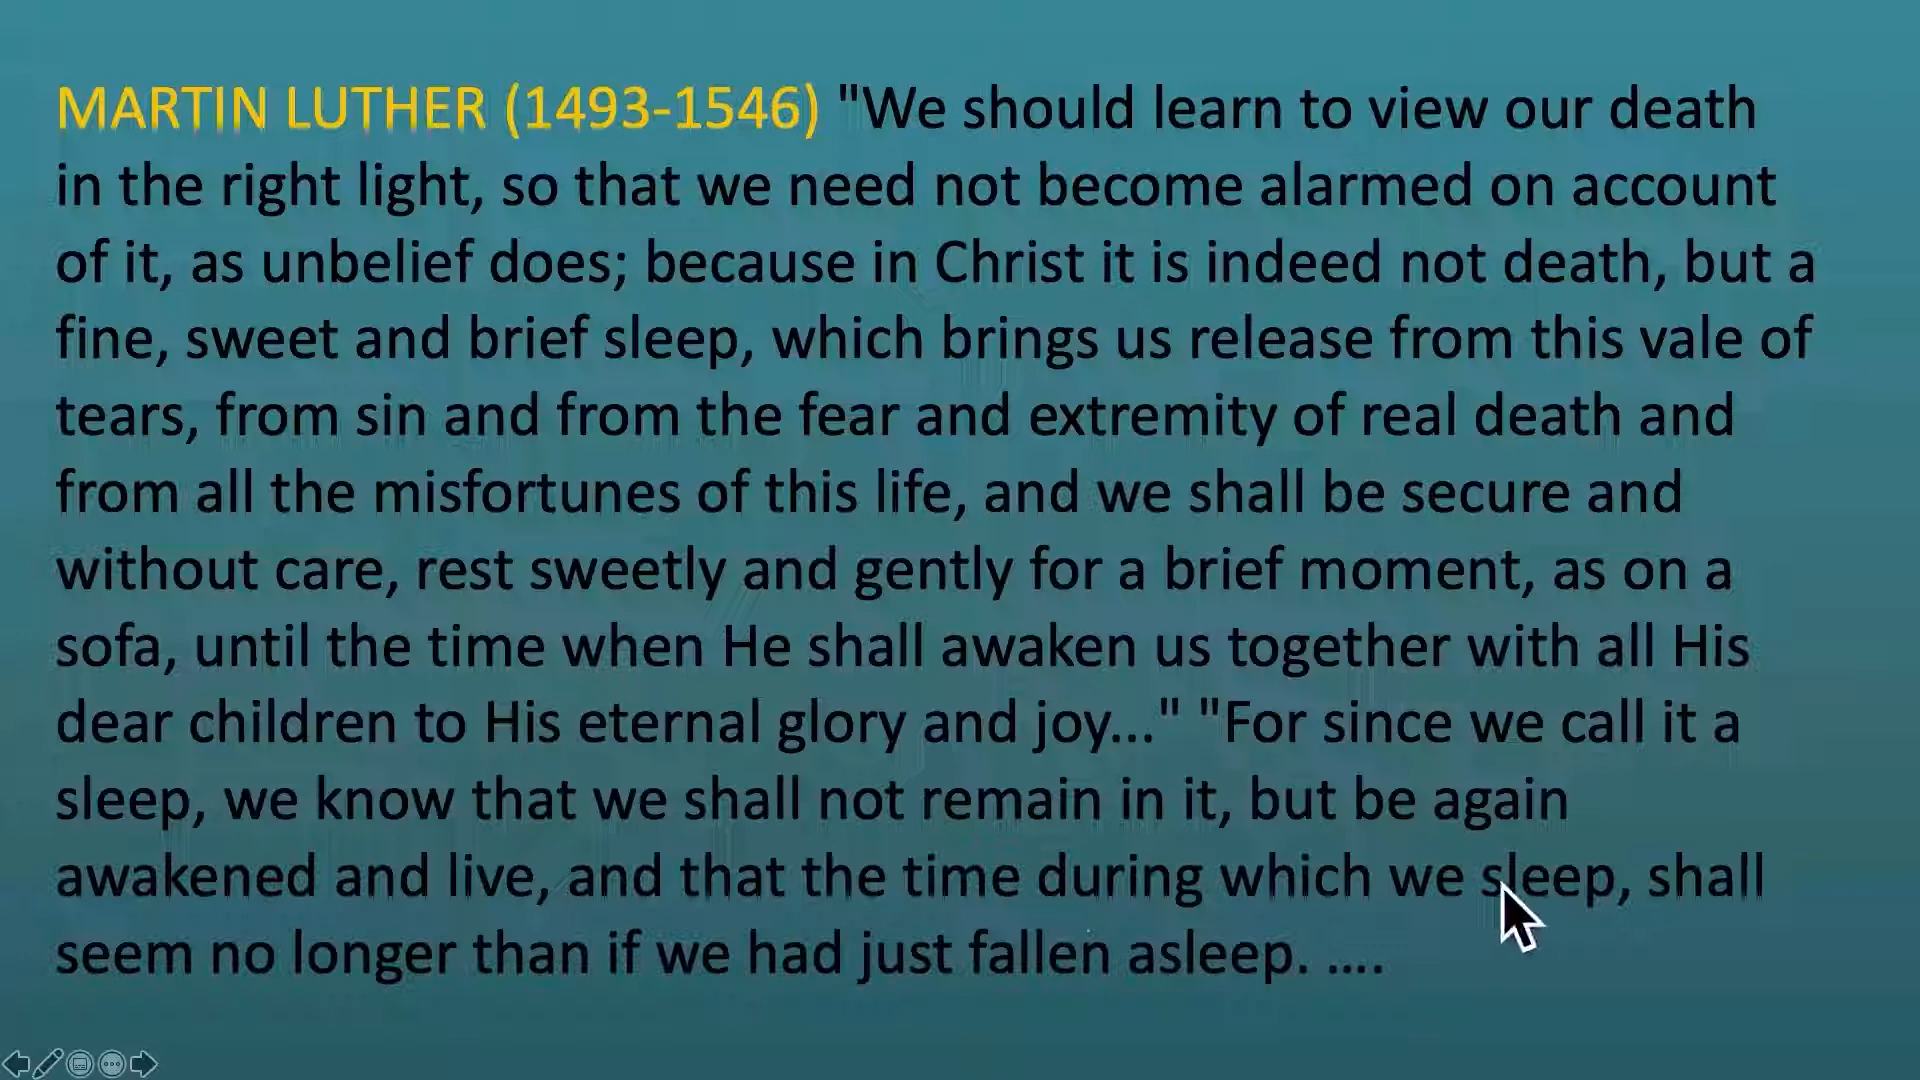 MARTIN LUTHER (1493-1546) "We should learn to view our death
in the right light, so that we need not become alarmed on account
of it, as unbelief does; because in Christ it is indeed not death, but a
fine, sweet and brief sleep, which brings us release from this vale of
tears, from sin and from the fear and extremity of real death and
from all the misfortunes of this life, and we shall be secure and
without care, rest sweetly and gently for a brief moment, as on a
sofa, until the time when He shall awaken us together with all His
dear children to His eternal glory and joy..." "For since we call it a
sleep, we know that we shall not remain in it, but be again
awakened and live, and that the time during which we sleep, shall
seem no longer than if we had just fallen asleep. ....